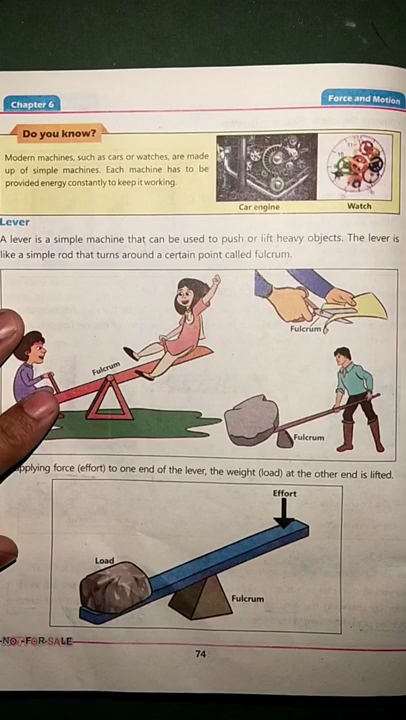 Chapter 6
Force and Motion
Do you know?
Modern machines, such as cars or watches, are made
up of simple machines. Each machine has to be
provided energy constantly to keep it working.
Car engine
Watch
Lever
A lever is a simple machine that can be used to push or lift heavy objects. The lever is
like a simple rod that turns around a certain point called fulcrum.
Fulcrum
Fulcrum
Fulcrum
applying force (effort) to one end of the lever, the weight (load) at the other end is lifted.
Effort
Load
Fulcrum
NOT-FOR-SALE
74